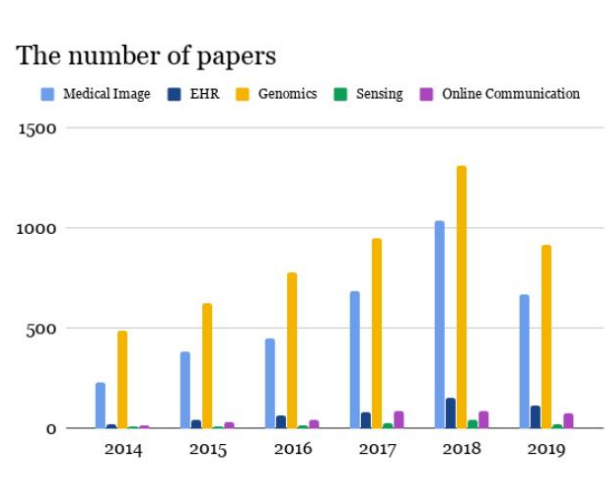 The number of papers
Medical Image EHR Genomics Sensing Online Communication
1500
1000
500
0
2014 2015 2016 2017 2018 2019